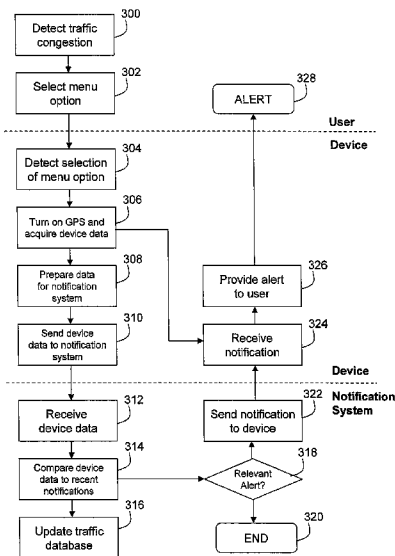 300
Detect traffic
congestion
302
Select menu
option
328
ALERT
User
Device
304
Detect selection
of menu option
306
Turn on GPS and
acquire device data
308
Prepare data
for notification
system
326
Provide alert
to user
310
Send device
data to notification
system
324
Receive
notification
Device
Notification
System
312
Receive
device data
322
Send notification
to device
314
Compare device
data to recent
notifications
318
Relevant
Alert?
316
Update traffic
database
320
END